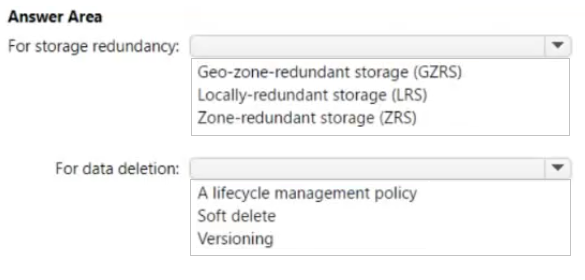 Answer Area
For storage redundancy:
Geo-zone-redundant storage (GZRS)
Locally-redundant storage (LRS)
Zone-redundant storage (ZRS)
For data deletion:
A lifecycle management policy
Soft delete
Versioning